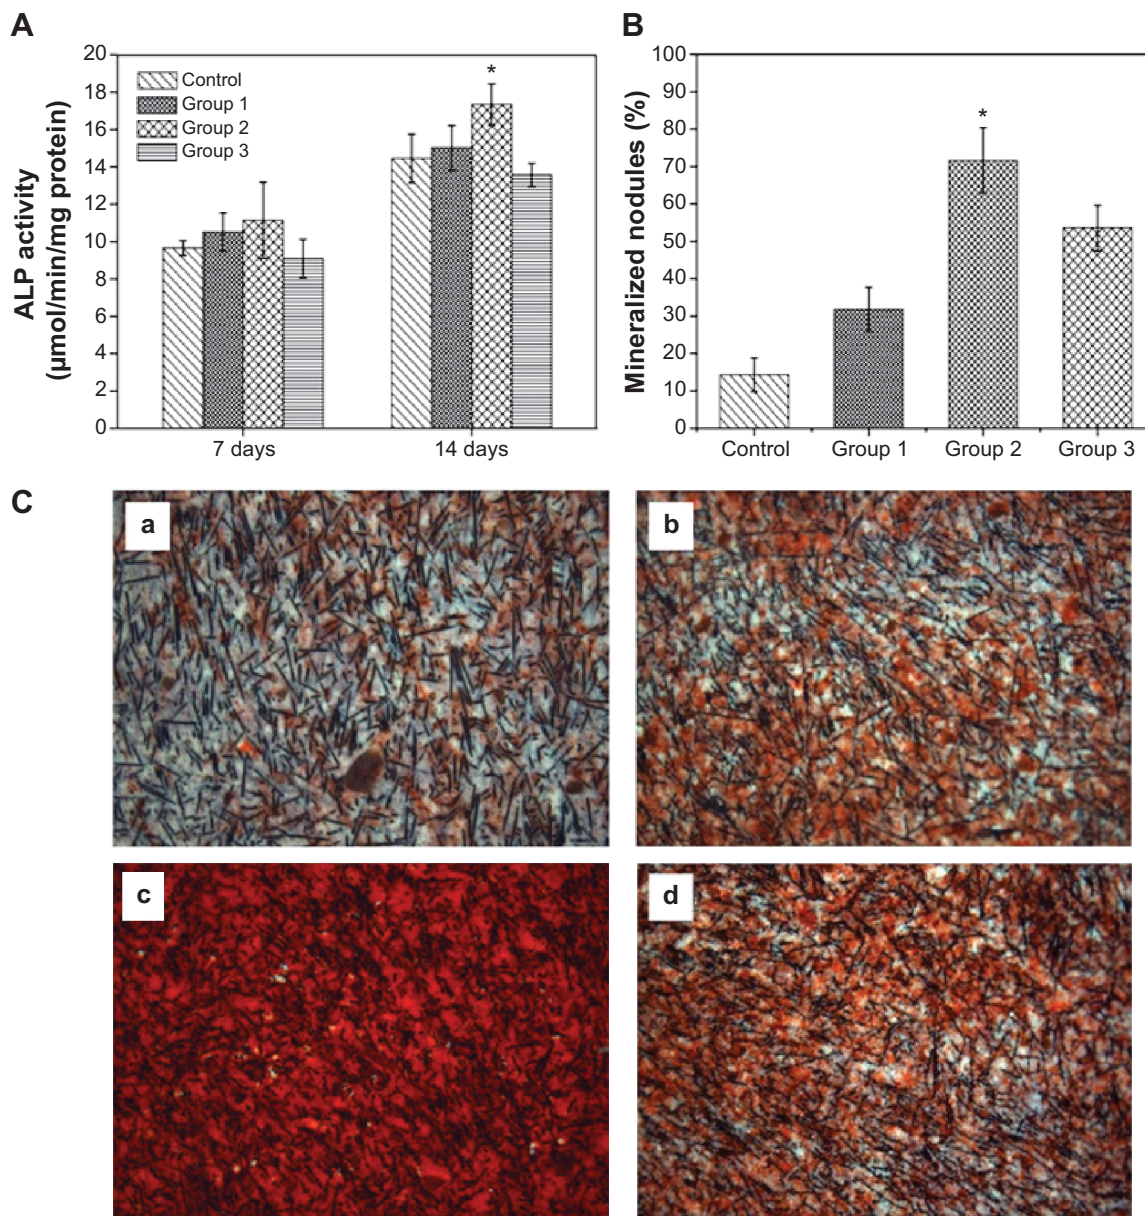 A
ALP activity
(µmol/min/mg protein)
20
18
16
14
12
10
8
6
4
2
0
Control
Group 1
Group 2
Group 3
*
7 days
14 days
B
Mineralized nodules (%)
100
90
80
70
60
50
40
30
20
10
0
*
Control
Group 1
Group 2
Group 3
C
a
b
c
d